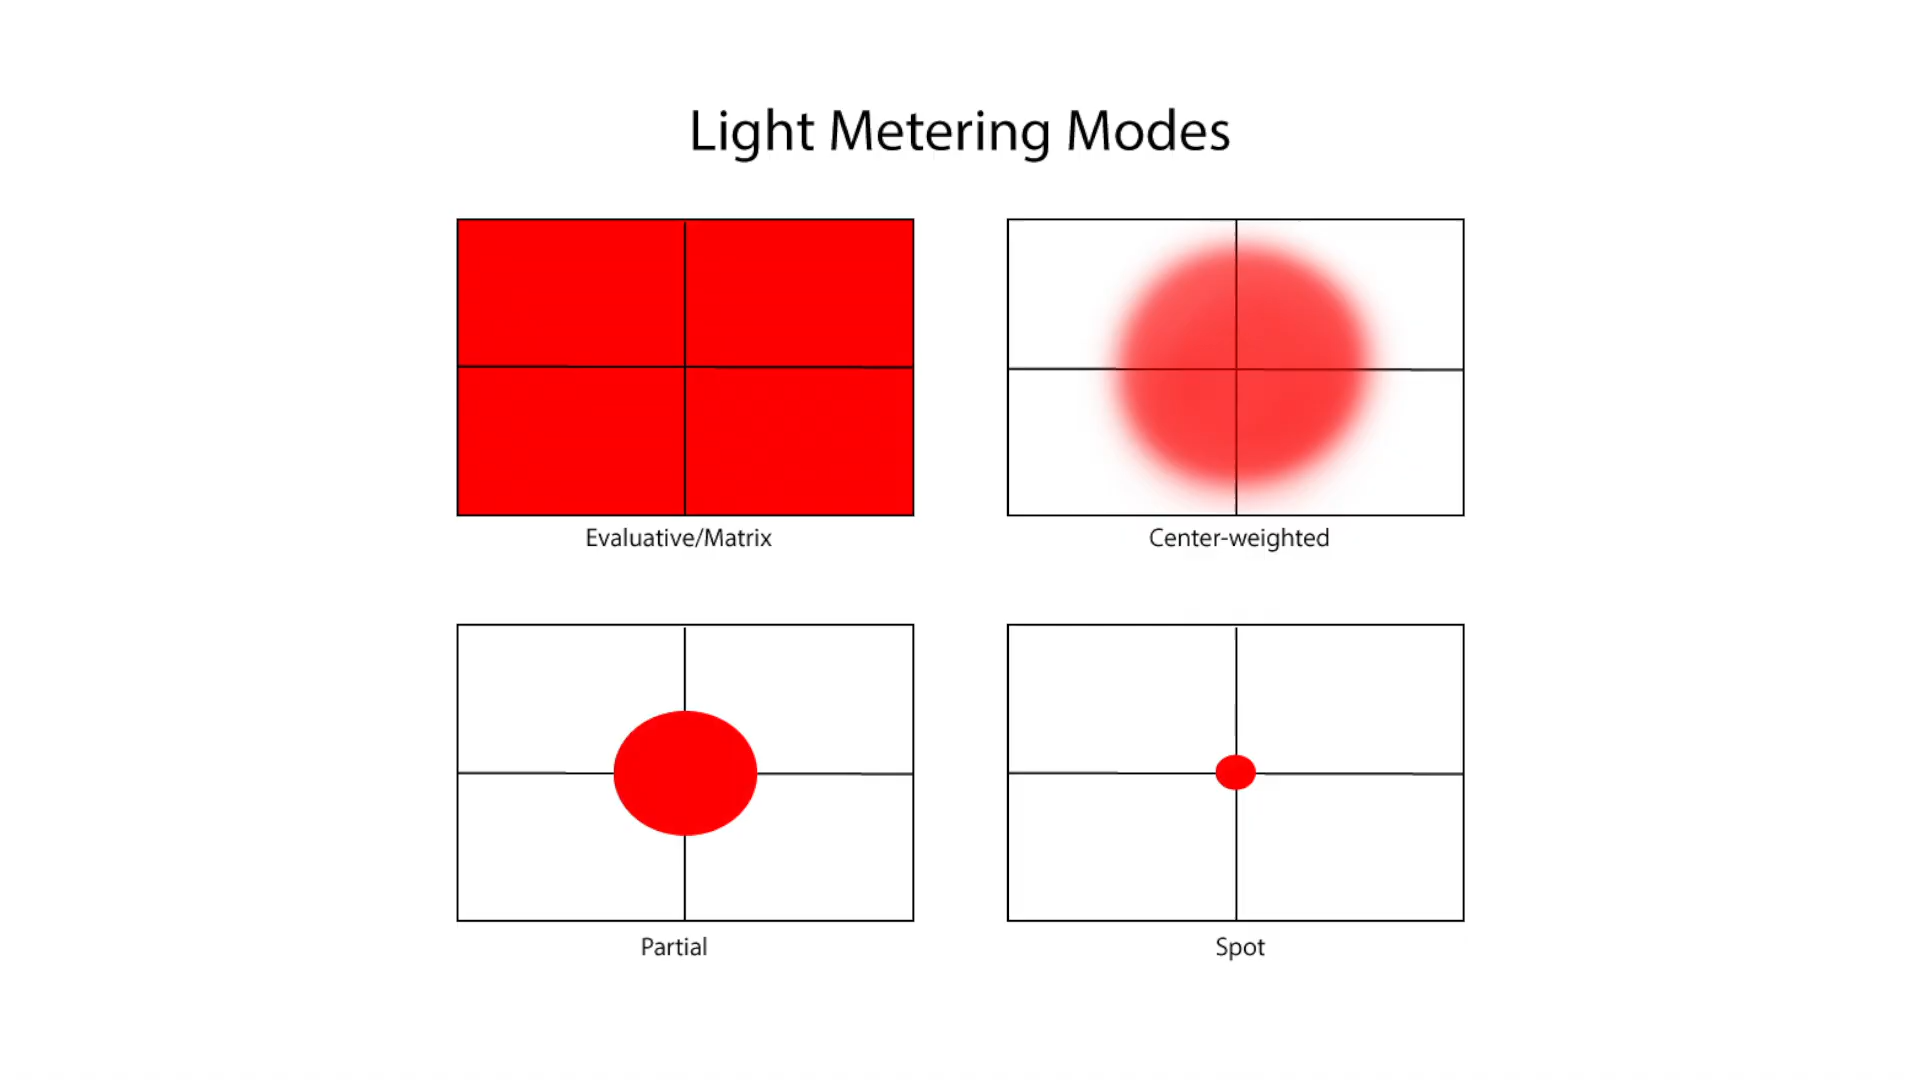 Light Metering Modes
Evaluative/Matrix
Center-weighted
Partial
Spot